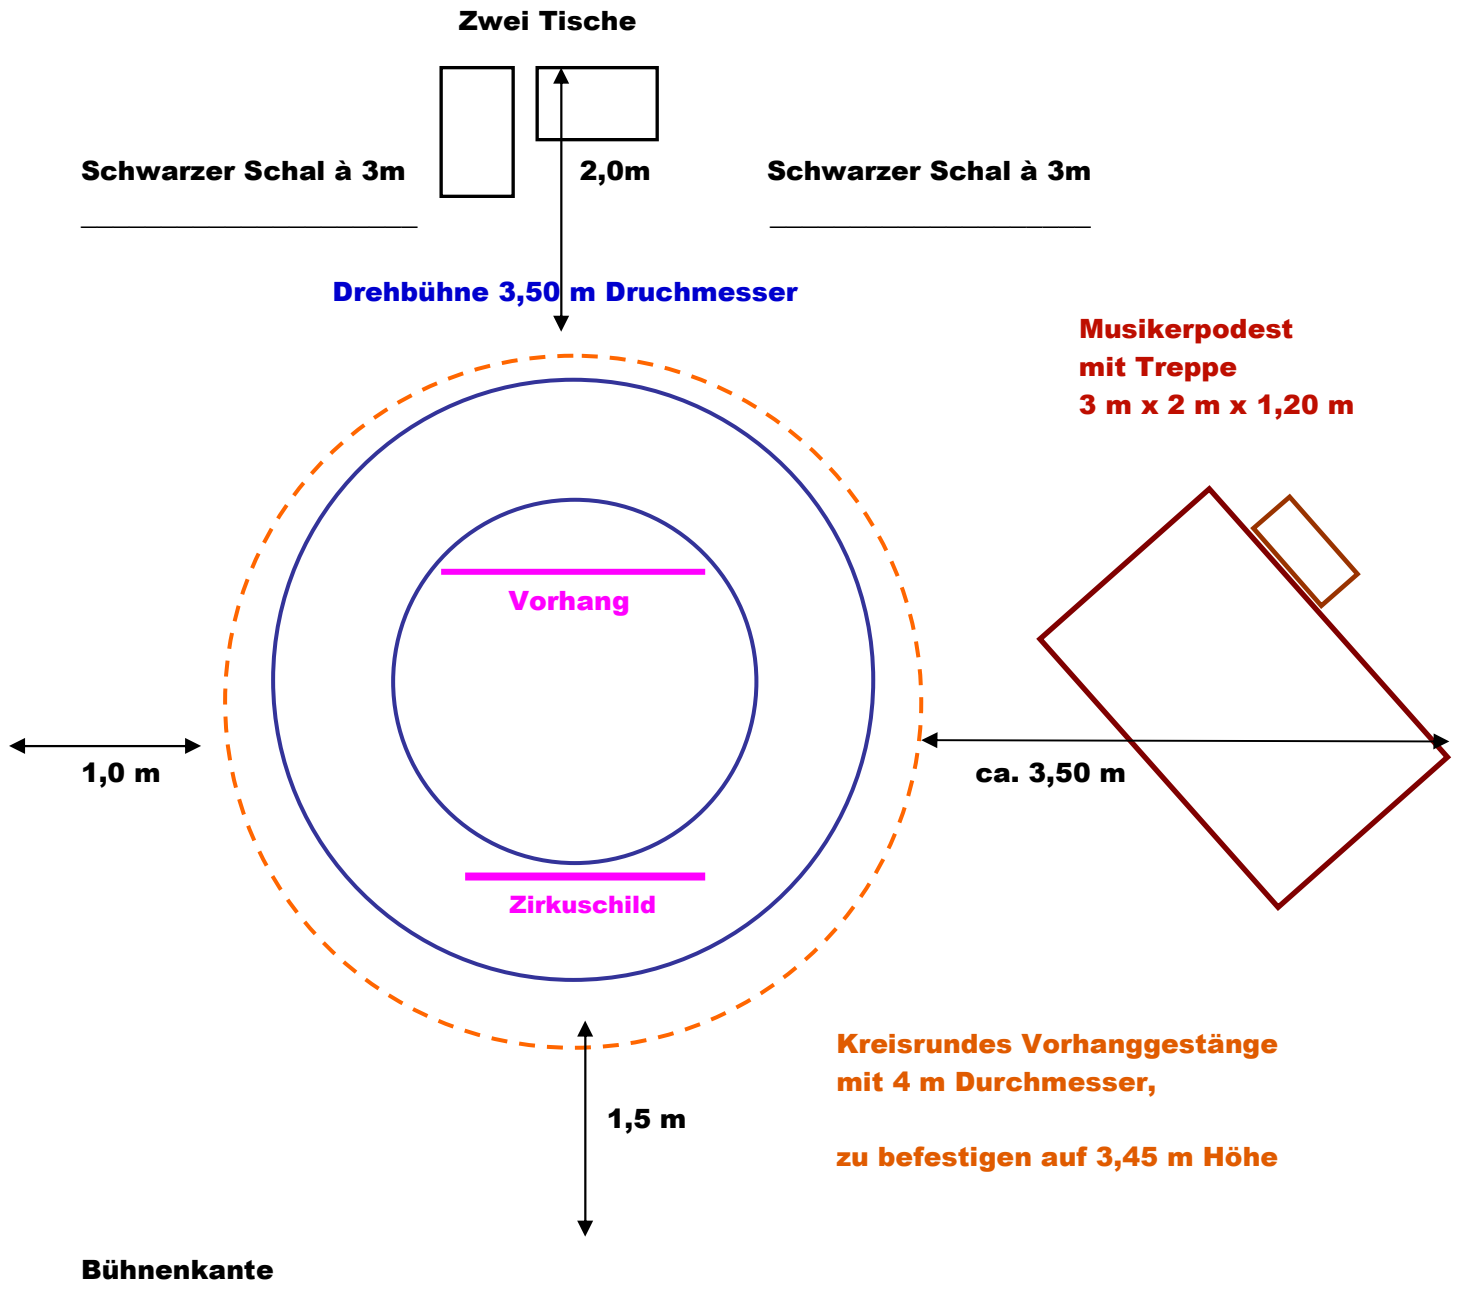 Zwei Tische
Schwarzer Schal à 3m
2,0m
Schwarzer Schal à 3m
Drehbühne 3,50 m Druchmesser
Musikerpodest
mit Treppe
3 m x 2 m x 1,20 m
Vorhang
1,0 m
ca. 3,50 m
Zirkuschild
Kreisrundes Vorhanggestänge
mit 4 m Durchmesser,
1,5 m
zu befestigen auf 3,45 m Höhe
Bühnenkante